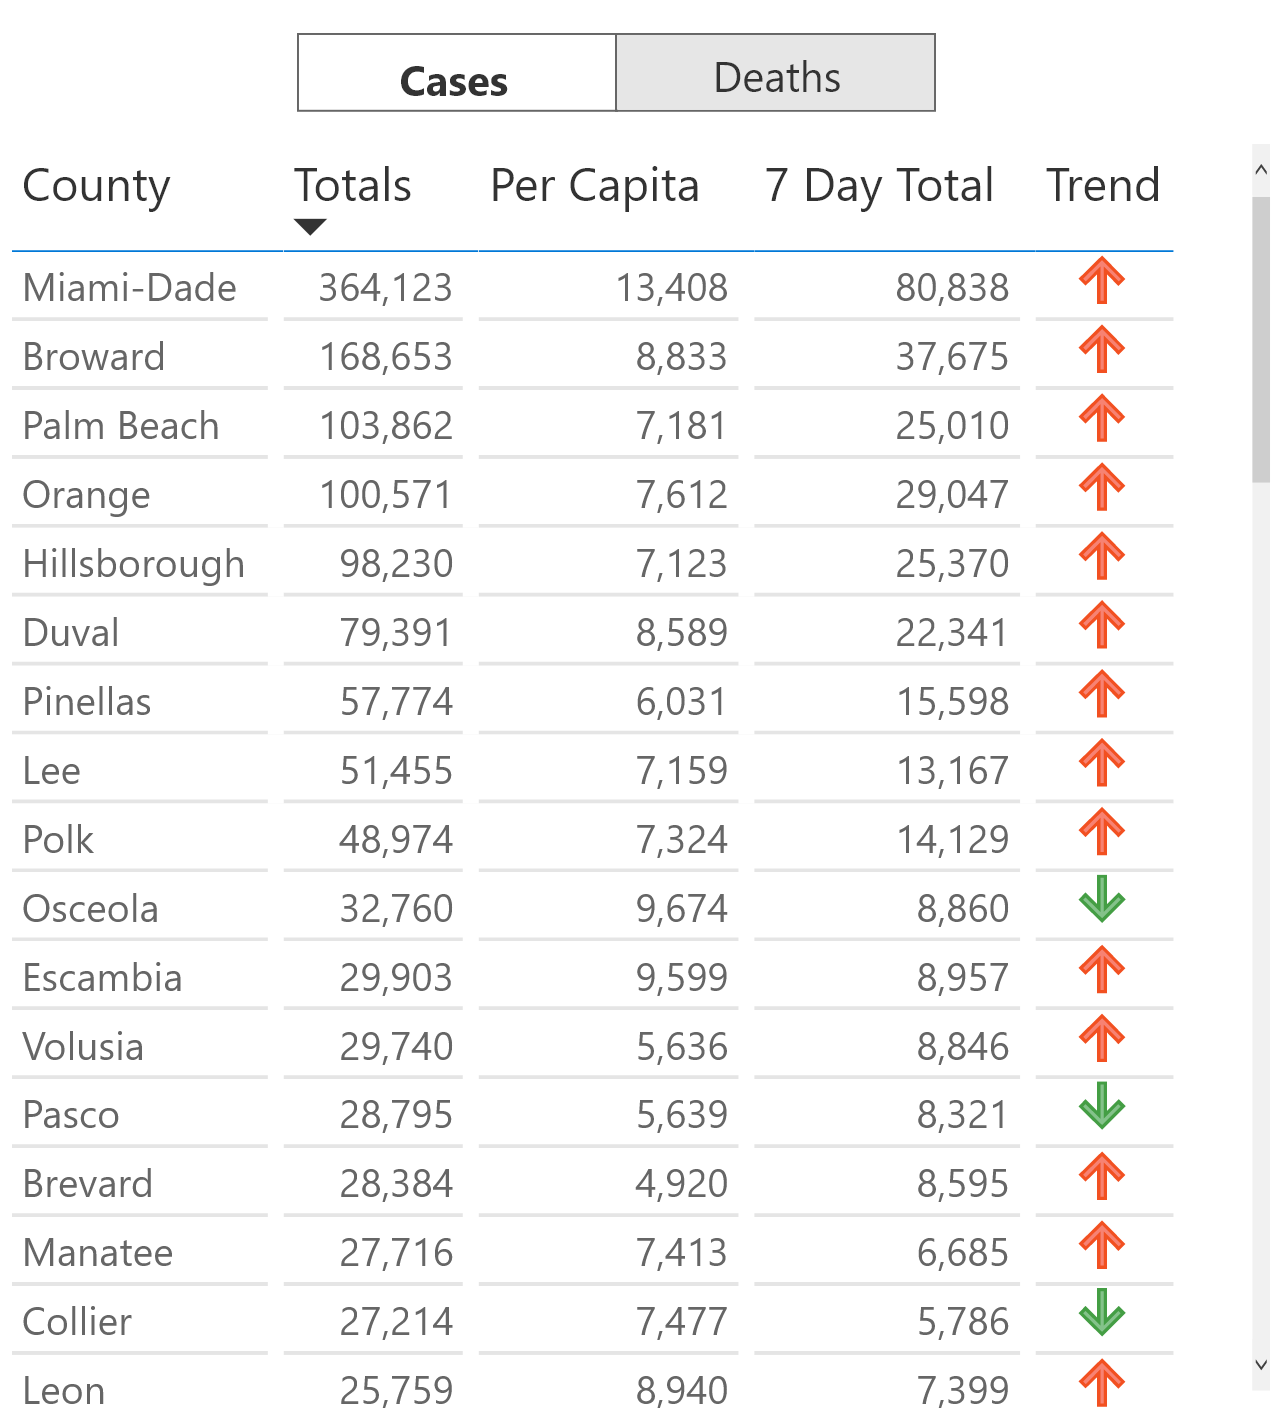 Cases Deaths
County Totals Per Capita 7 Day Total Trend
Miami-Dade 364,123 13,408 80,838
Broward 168,653 8,833 37,675
Palm Beach 103,862 7,181 25,010
Orange 100,571 7,612 29,047
Hillsborough 98,230 7,123 25,370
Duval 79,391 8,589 22,341
Pinellas 57,774 6,031 15,598
Lee 51,455 7,159 13,167
Polk 48,974 7,324 14,129
Osceola 32,760 9,674 8,860
Escambia 29,903 9,599 8,957
Volusia 29,740 5,636 8,846
Pasco 28,795 5,639 8,321
Brevard 28,384 4,920 8,595
Manatee 27,716 7,413 6,685
Collier 27,214 7,477 5,786
Leon 25,759 8,940 7,399